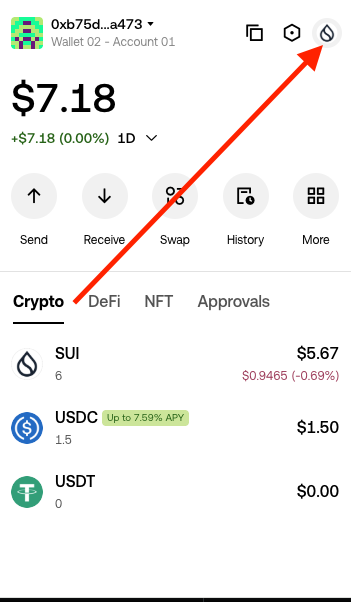 0xb75d...a473
Wallet 02 - Account 01
$7.18
+$7.18 (0.00%) 1D
Send Receive Swap History More
Crypto DeFi NFT Approvals
SUI $5.67
6 $0.9465 (-0.69%)
USDC Up to 7.59% APY $1.50
1.5
USDT $0.00
0